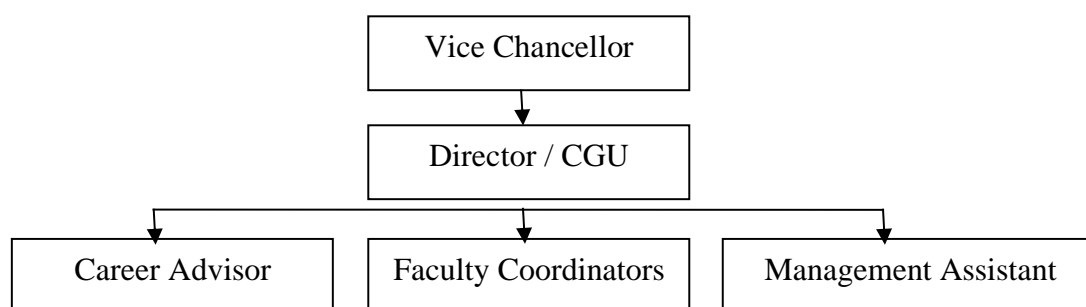 Vice Chancellor
Director / CGU
Career Advisor
Faculty Coordinators
Management Assistant